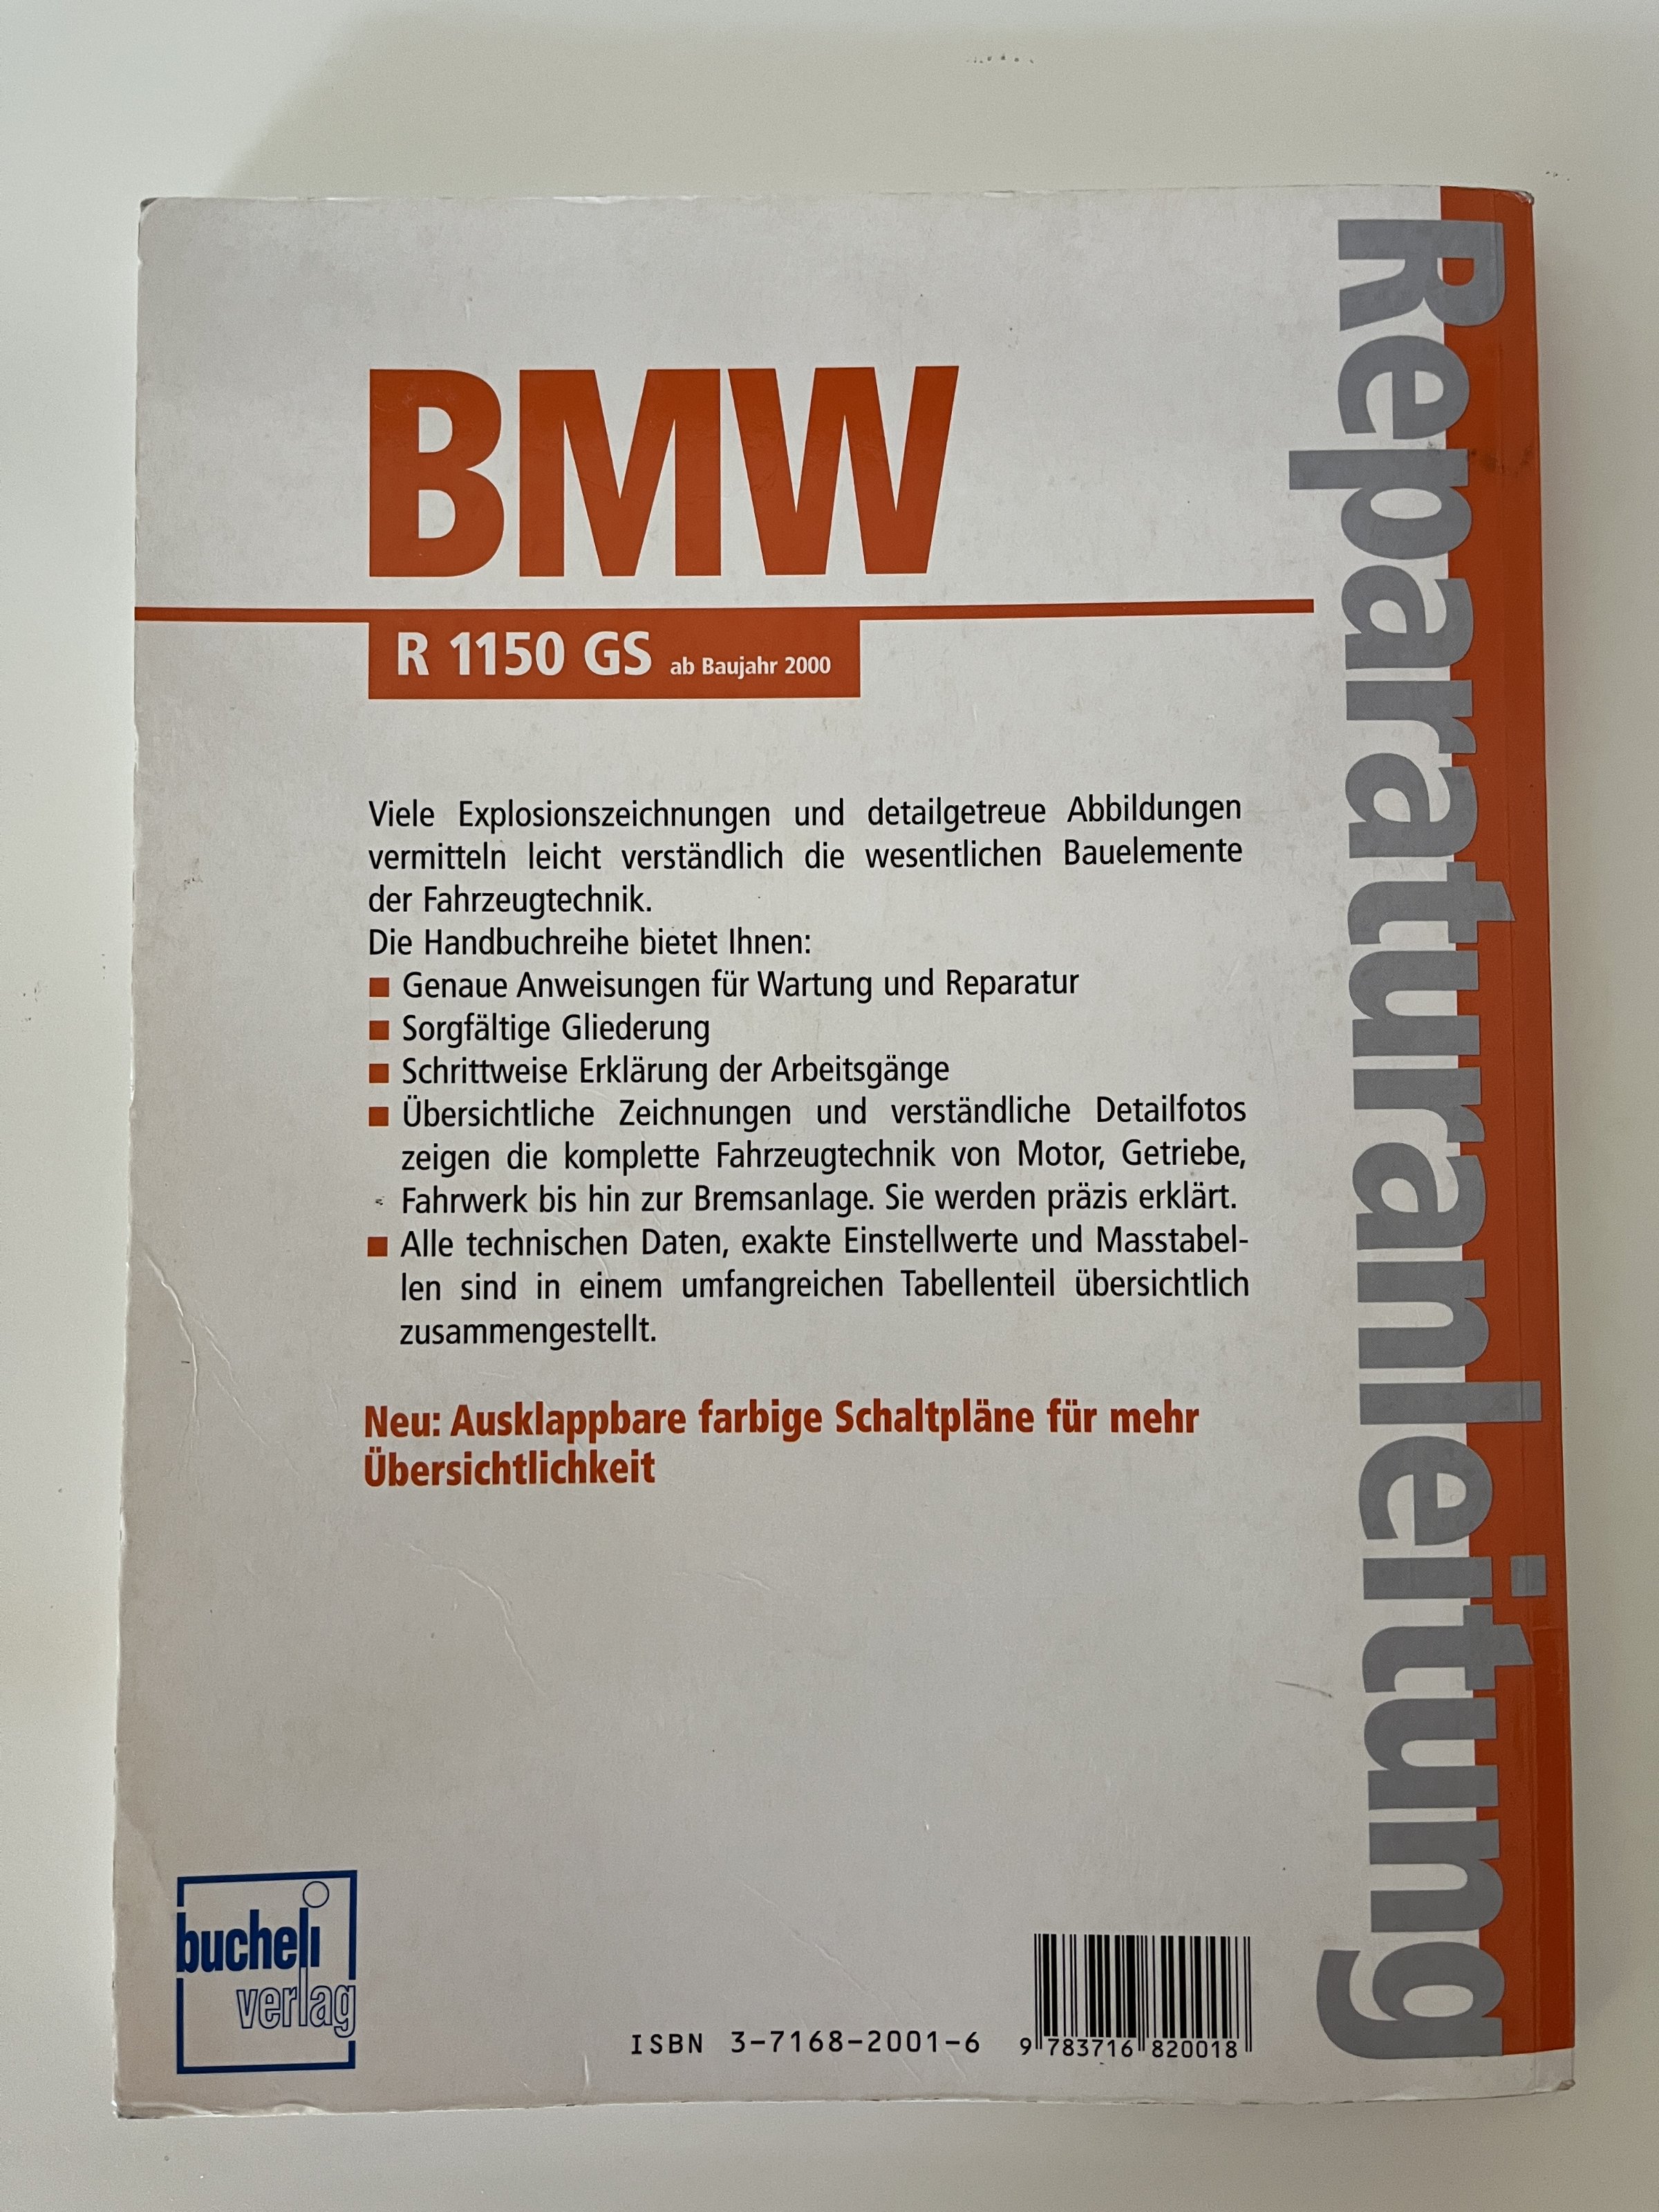 BMW
R 1150 GS ab Baujahr 2000
Viele Explosionszeichnungen und detailgetreue Abbildungen
vermitteln leicht verständlich die wesentlichen Bauelemente
der Fahrzeugtechnik.
Die Handbuchreihe bietet Ihnen:
Genaue Anweisungen für Wartung und Reparatur
Sorgfältige Gliederung
Schrittweise Erklärung der Arbeitsgänge
Übersichtliche Zeichnungen und verständliche Detailfotos
zeigen die komplette Fahrzeugtechnik von Motor, Getriebe,
Fahrwerk bis hin zur Bremsanlage. Sie werden präzis erklärt.
Alle technischen Daten, exakte Einstellwerte und Masstabel-
len sind in einem umfangreichen Tabellenteil übersichtlich
zusammengestellt.
Neu: Ausklappbare farbige Schaltpläne für mehr
Übersichtlichkeit
bucheli
verlag
ISBN 3-7168-2001-6
9 783716 820018
Reparaturanleitung